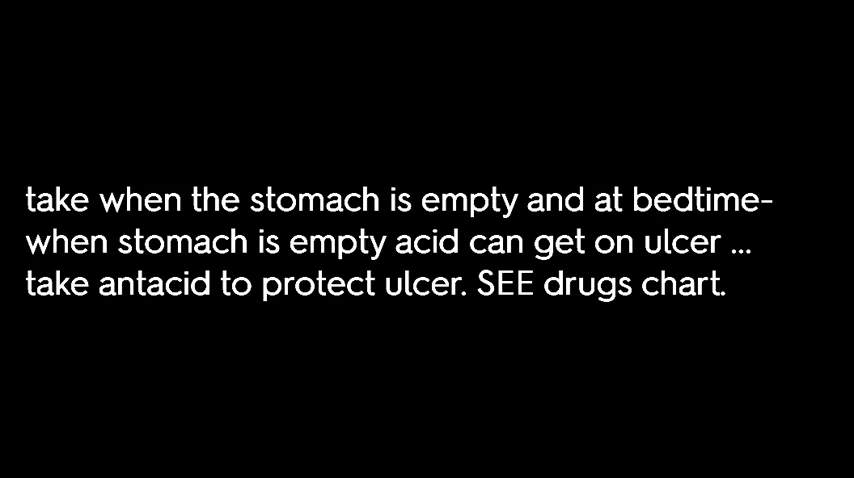 take when the stomach is empty and at bedtime-
when stomach is empty acid can get on ulcer ...
take antacid to protect ulcer. SEE drugs chart.